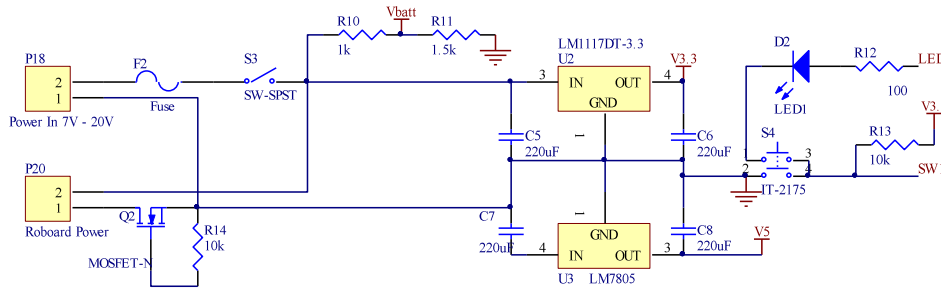 Vbatt
R10
R11
1k
1.5k
P18
2
1
Power In 7V - 20V
F2
Fuse
S3
SW-SPST
LM1117DT-3.3
U2
3
IN
OUT
4
GND
1
V3.3
D2
LED1
R12
100
LED
V3.
R13
10k
SW
S4
1
3
2
4
IT-2175
C5
220uF
C6
220uF
P20
2
1
Roboard Power
Q2
MOSFET-N
R14
10k
C7
220uF
C8
220uF
1
GND
4
IN
OUT
3
U3
LM7805
V5